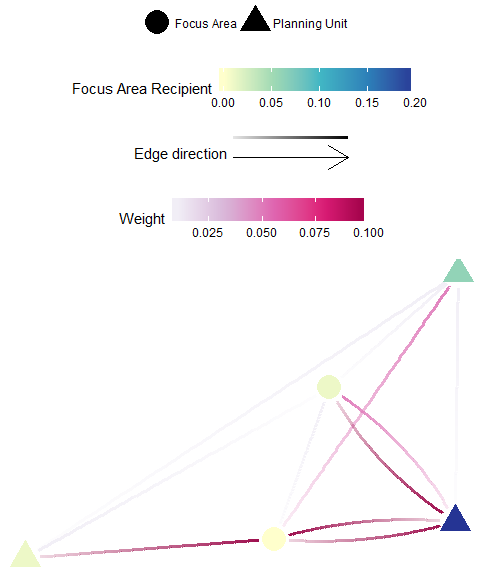 Focus Area Planning Unit
Focus Area Recipient
0.00 0.05 0.10 0.15 0.20
Edge direction
Weight
0.025 0.050 0.075 0.100